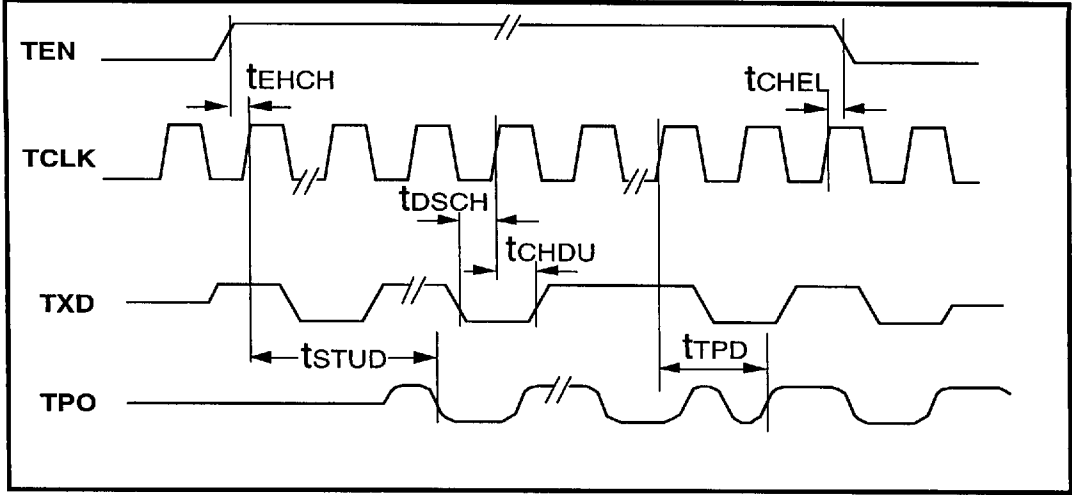 TEN
tEHCH
tCHEL
TCLK
tDSCH
tCHDU
TXD
tSTUD
tTPD
TPO